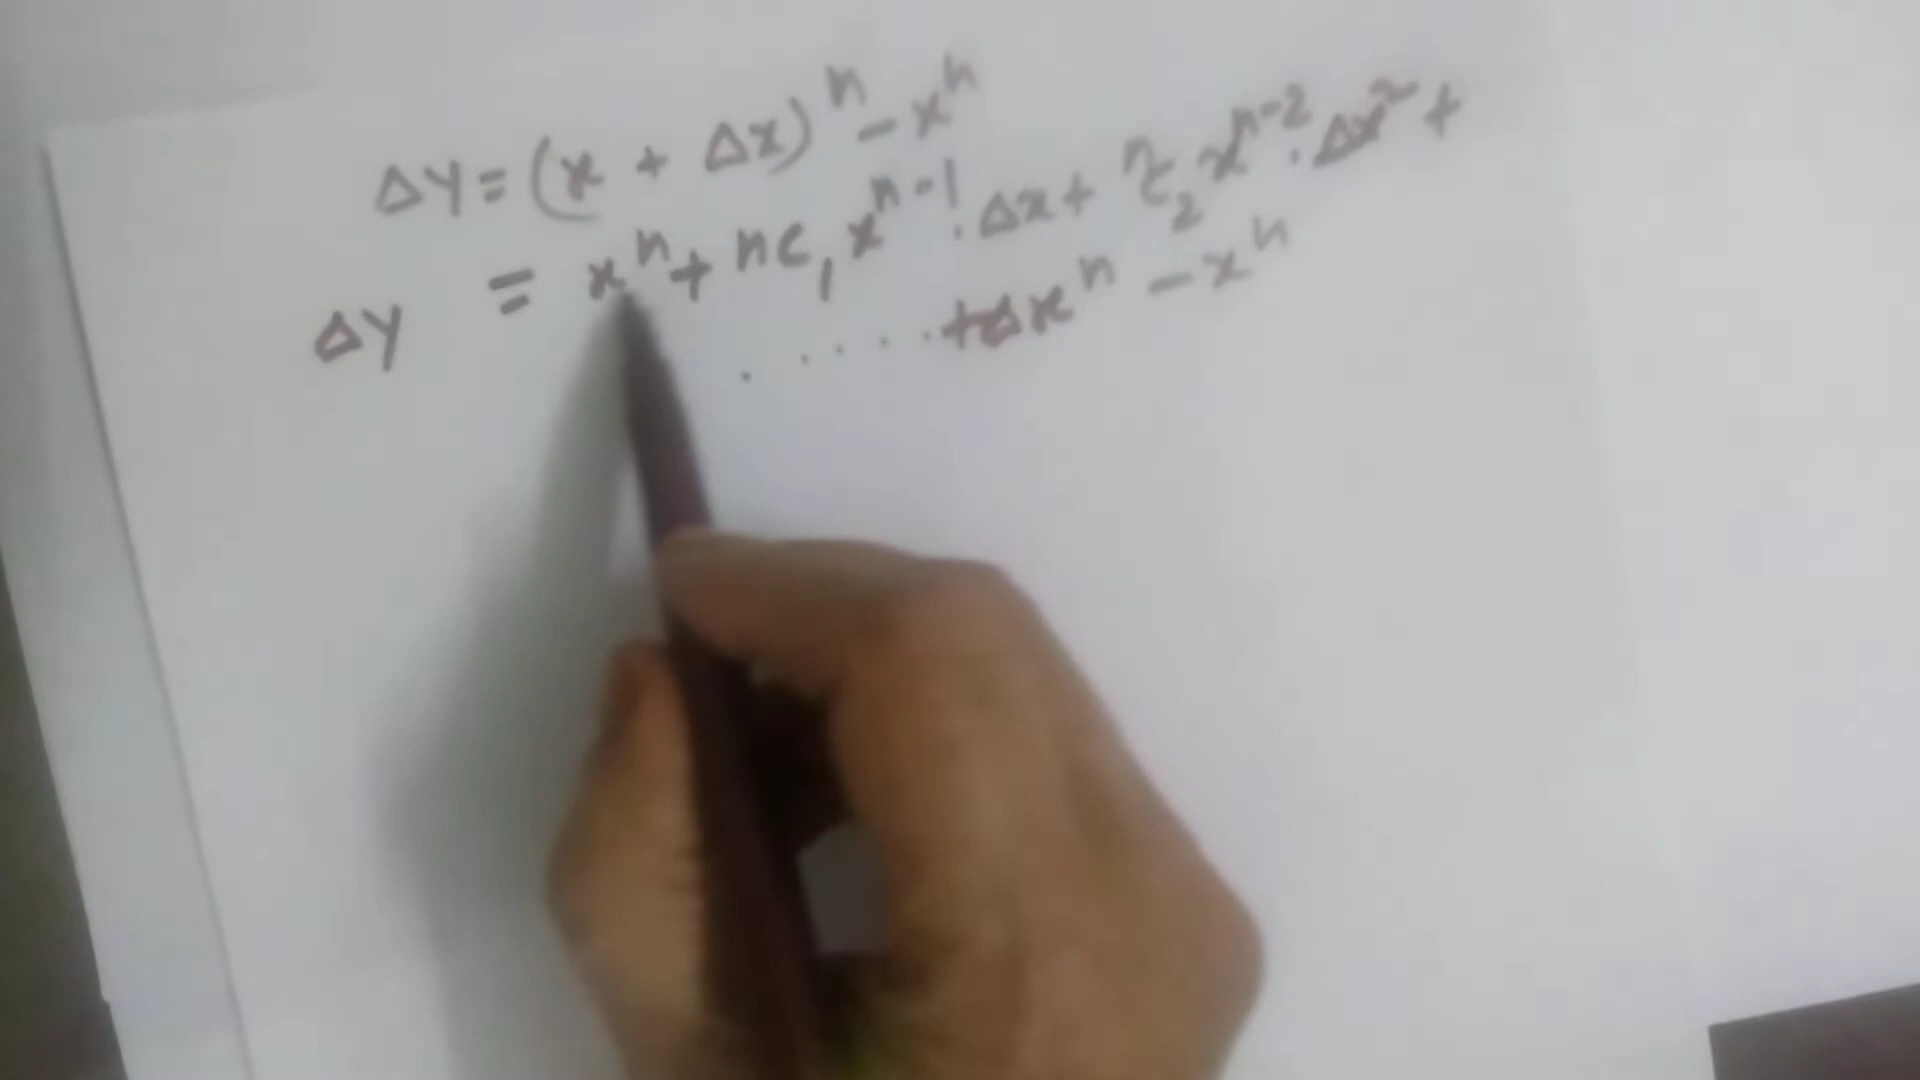 Δy = (x + Δx)ⁿ - xⁿ
Δy = xⁿ + nc₁ xⁿ⁻¹ . Δx + ⁿc₂ xⁿ⁻² . Δx² +
. . . . . + Δxⁿ - xⁿ